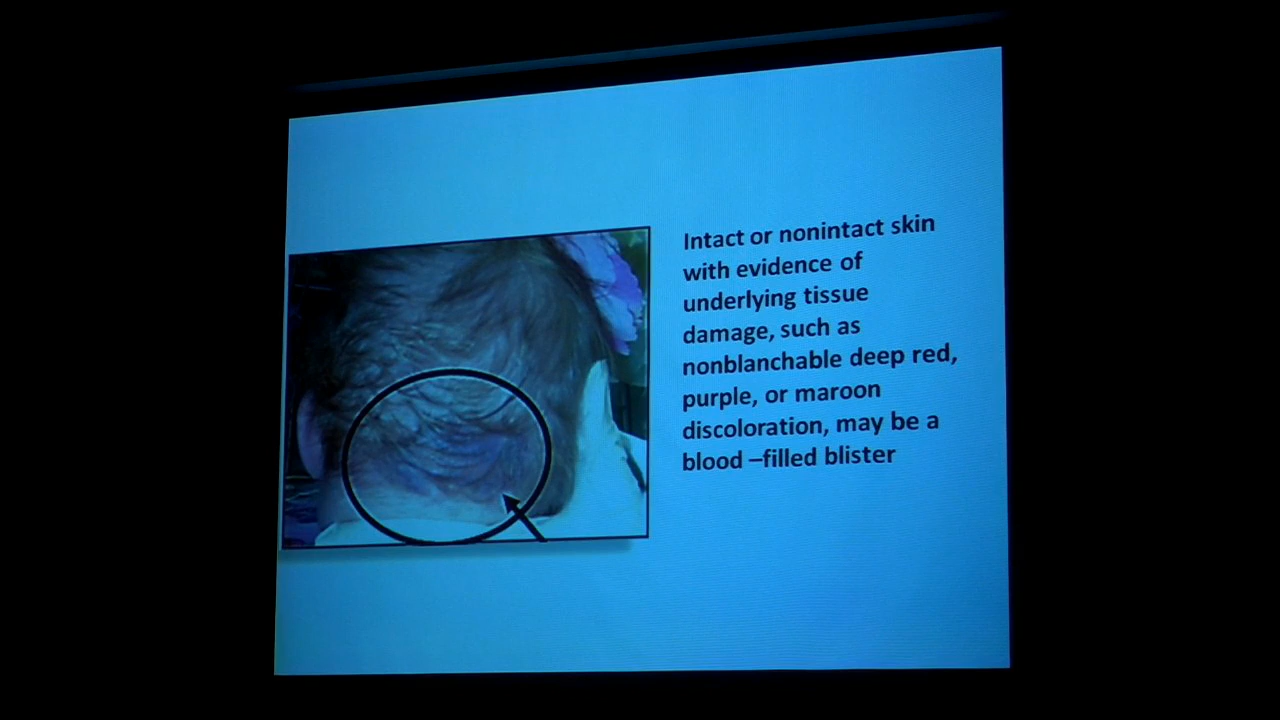 Intact or nonintact skin
with evidence of
underlying tissue
damage, such as
nonblanchable deep red,
purple, or maroon
discoloration, may be a
blood –filled blister